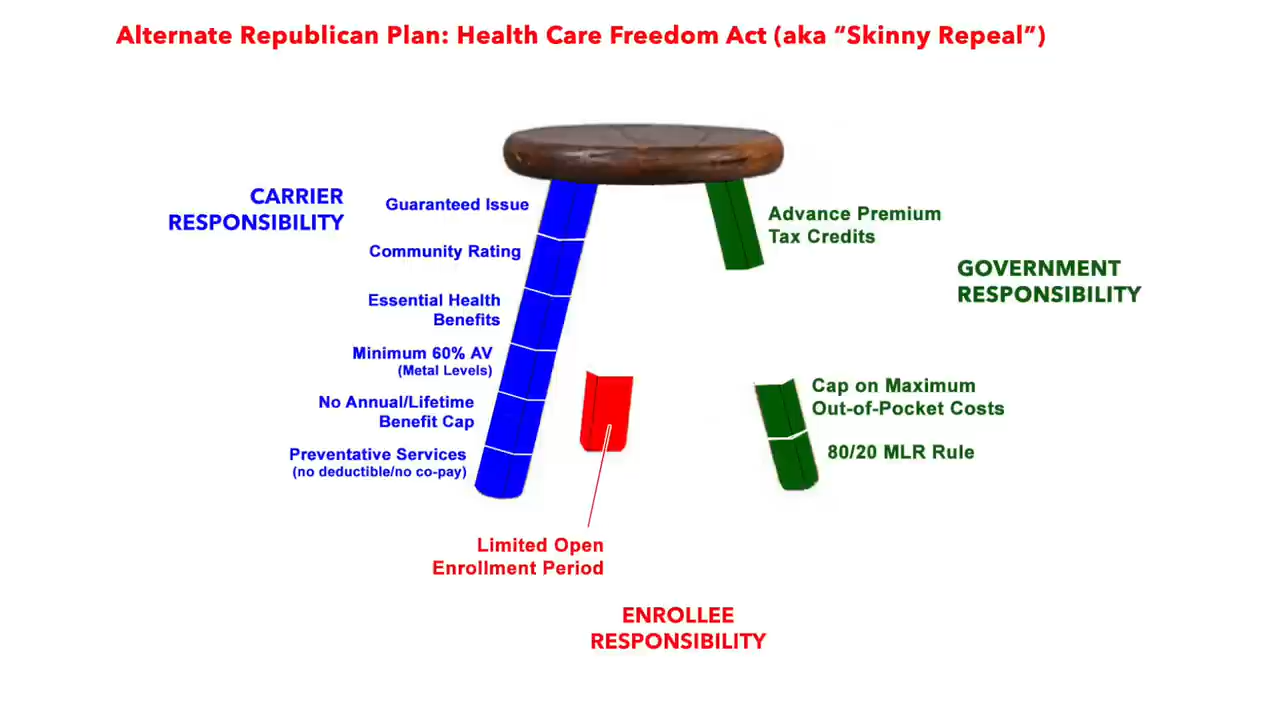 Alternate Republican Plan: Health Care Freedom Act (aka “Skinny Repeal”)
CARRIER
RESPONSIBILITY
Guaranteed Issue
Community Rating
Essential Health
Benefits
Minimum 60% AV
(Metal Levels)
No Annual/Lifetime
Benefit Cap
Preventative Services
(no deductible/no co-pay)
Advance Premium
Tax Credits
GOVERNMENT
RESPONSIBILITY
Cap on Maximum
Out-of-Pocket Costs
80/20 MLR Rule
Limited Open
Enrollment Period
ENROLLEE
RESPONSIBILITY